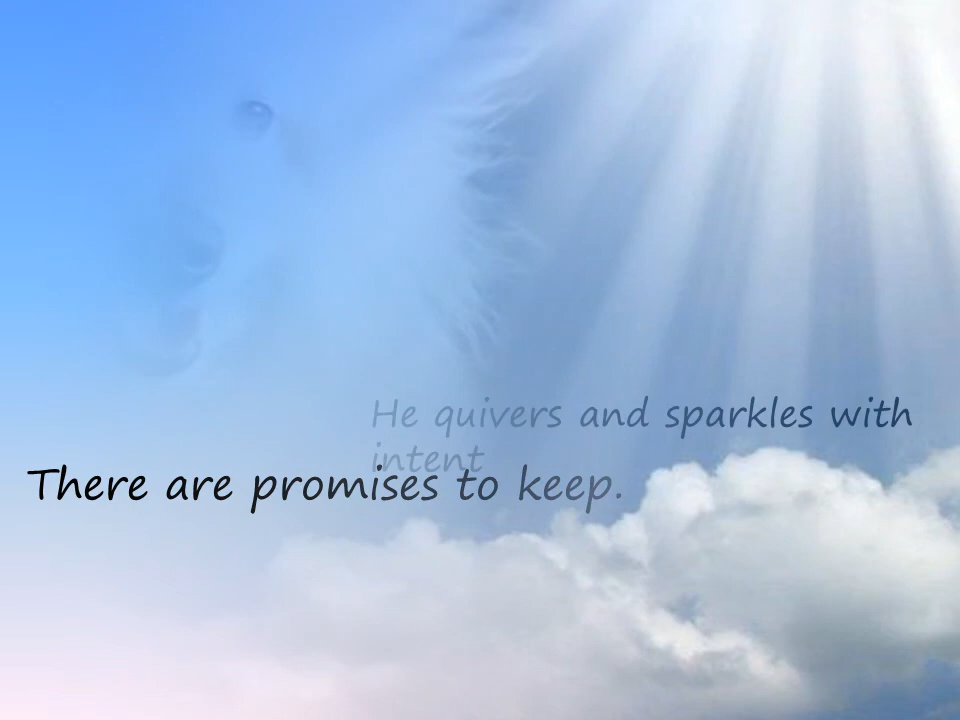 He quivers and sparkles with
intent
There are promises to keep.